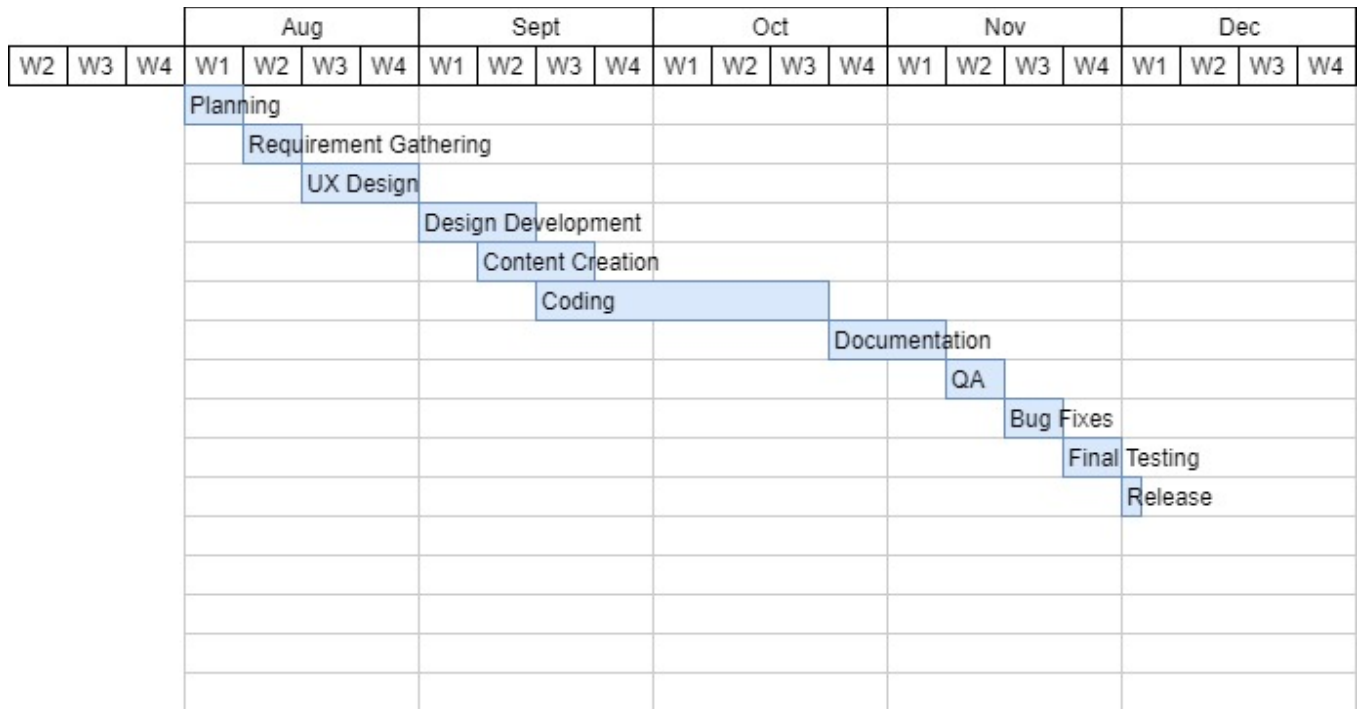 Aug Sept Oct Nov Dec
W2 W3 W4 W1 W2 W3 W4 W1 W2 W3 W4 W1 W2 W3 W4 W1 W2 W3 W4 W1 W2 W3 W4
Planning
Requirement Gathering
UX Design
Design Development
Content Creation
Coding
Documentation
QA
Bug Fixes
Final Testing
Release